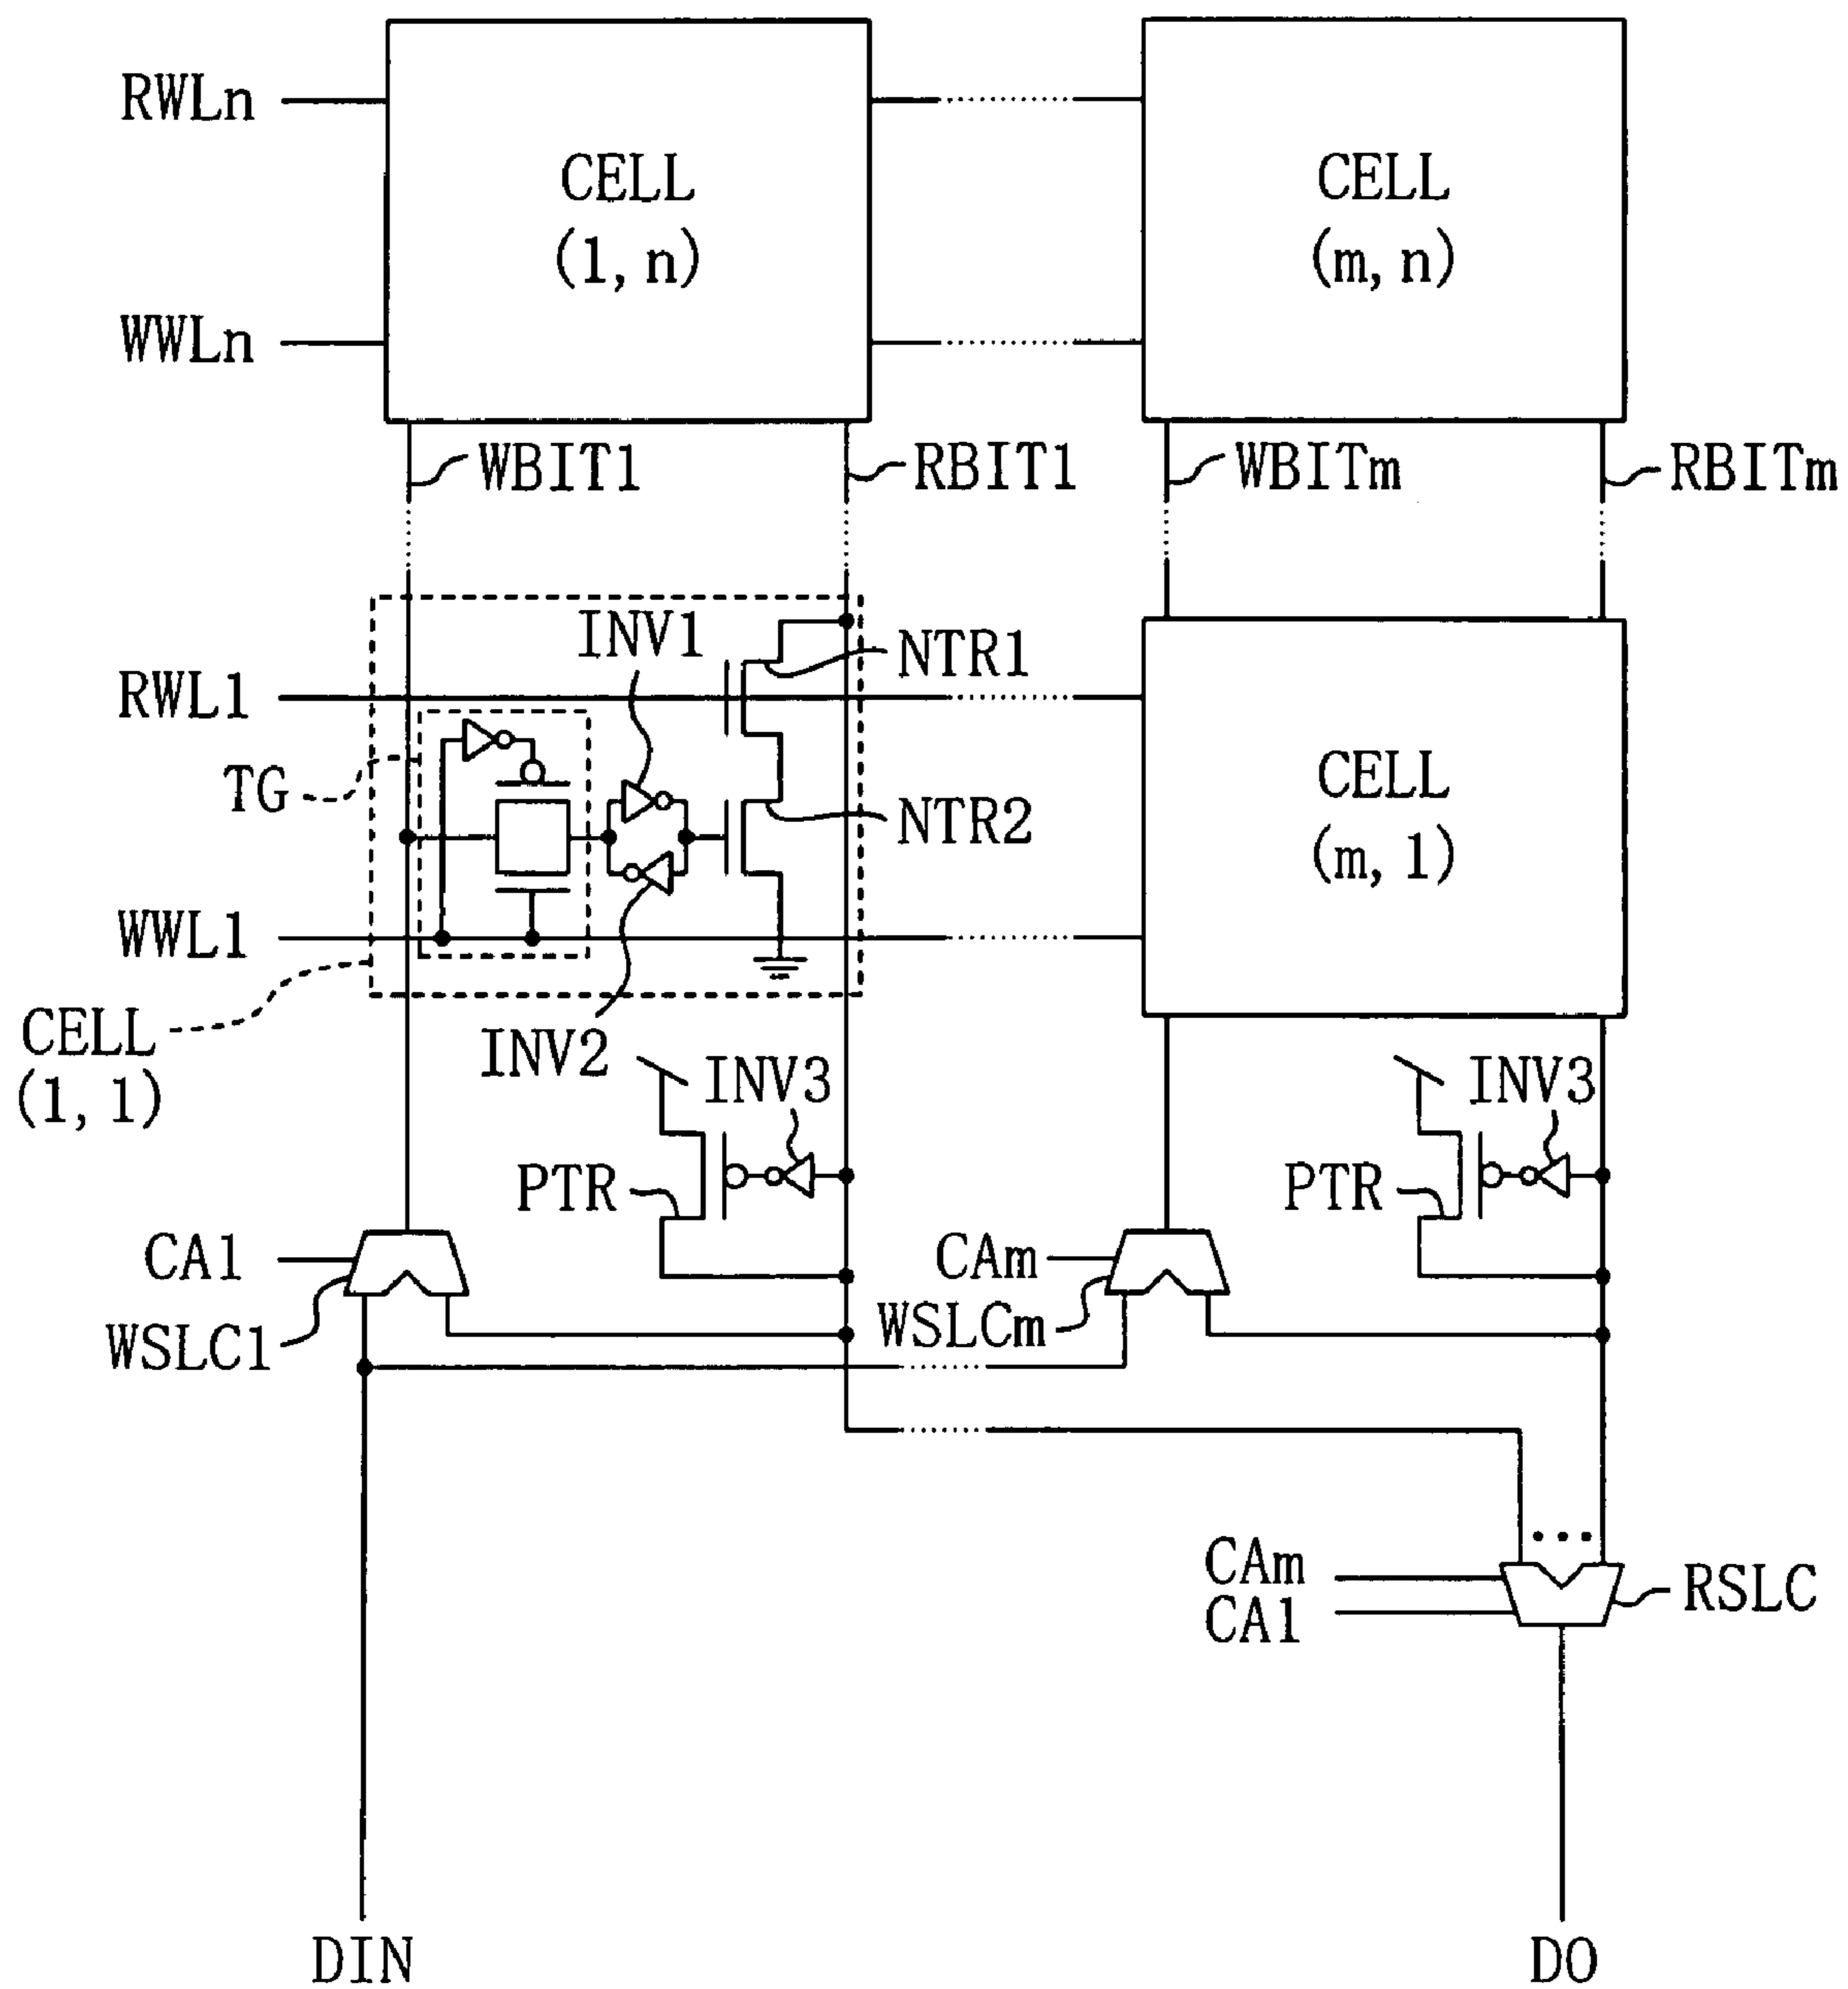 RWLn
CELL
(1,n)
CELL
(m,n)
WWLn
WBIT1
RBIT1
WBITm
RBITm
INV1
NTR1
RWL1
TG
NTR2
CELL
(m,1)
WWL1
CELL
(1,1)
INV2
INV3
INV3
PTR
PTR
CA1
CAm
WSLC1
WSLCm
CAm
CA1
RSLC
DIN
DO